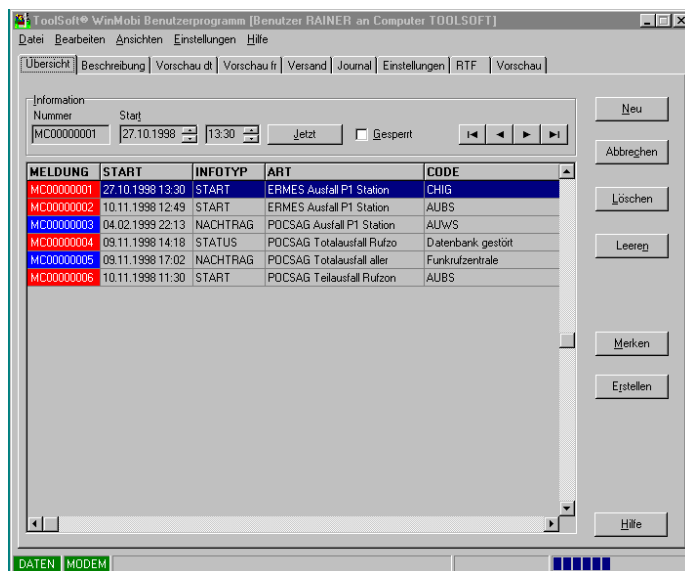 ToolSoft® WinMobi Benutzerprogramm [Benutzer RAINER an Computer TOOLSOFT]
Datei Bearbeiten Ansichten Einstellungen Hilfe
Übersicht Beschreibung Vorschau dt Vorschau fr Versand Journal Einstellungen RTF Vorschau
Information
Nummer Start
MC00000001 27.10.1998 13:30 Jetzt Gesperrt
Neu
Abbrechen
Löschen
Leeren
Merken
Erstellen
Hilfe
MELDUNG START INFOTYP ART CODE
MC00000001 27.10.1998 13:30 START ERMES Ausfall P1 Station CHIG
MC00000002 10.11.1998 12:49 START ERMES Ausfall P1 Station AUBS
MC00000003 04.02.1999 22:13 NACHTRAG POCSAG Ausfall P1 Station AUWS
MC00000004 09.11.1998 14:18 STATUS POCSAG Totalausfall Rufzo Datenbank gestört
MC00000005 09.11.1998 17:02 NACHTRAG POCSAG Totalausfall aller Funkrufzentrale
MC00000006 10.11.1998 11:30 START POCSAG Teilausfall Rufzon AUBS
DATEN MODEM